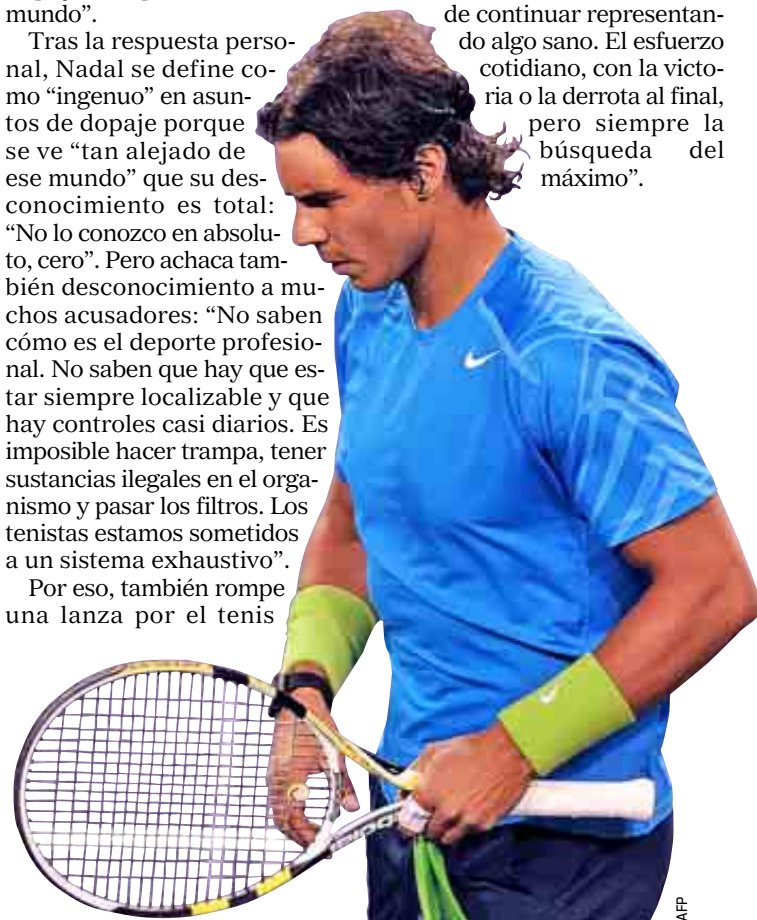 mundo”.
Tras la respuesta perso-
nal, Nadal se define co-
mo “ingenuo” en asun-
tos de dopaje porque
se ve “tan alejado de
ese mundo” que su des-
conocimiento es total:
“No lo conozco en absolu-
to, cero”. Pero achaca tam-
bién desconocimiento a mu-
chos acusadores: “No saben
cómo es el deporte profesio-
nal. No saben que hay que es-
tar siempre localizable y que
hay controles casi diarios. Es
imposible hacer trampa, tener
sustancias ilegales en el orga-
nismo y pasar los filtros. Los
tenistas estamos sometidos
a un sistema exhaustivo”.
Por eso, también rompe
una lanza por el tenis
de continuar representan-
do algo sano. El esfuerzo
cotidiano, con la victo-
ria o la derrota al final,
pero siempre la
búsqueda del
máximo”.
AFP